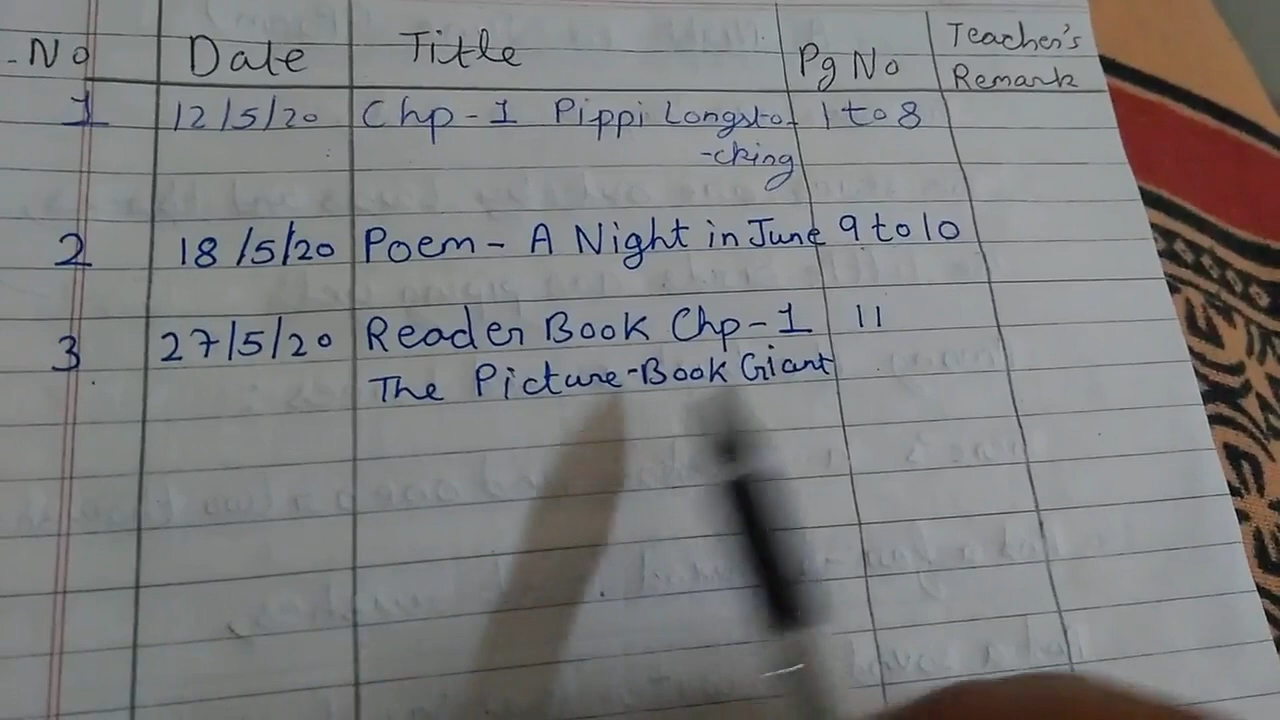 No Date Title Pg No Teacher's Remark
1 12/5/20 Chp-1 Pippi Longsto 1 to 8
-cking
2 18/5/20 Poem - A Night in June 9 to 10
3 27/5/20 Reader Book Chp-1 11
The Picture-Book Giant